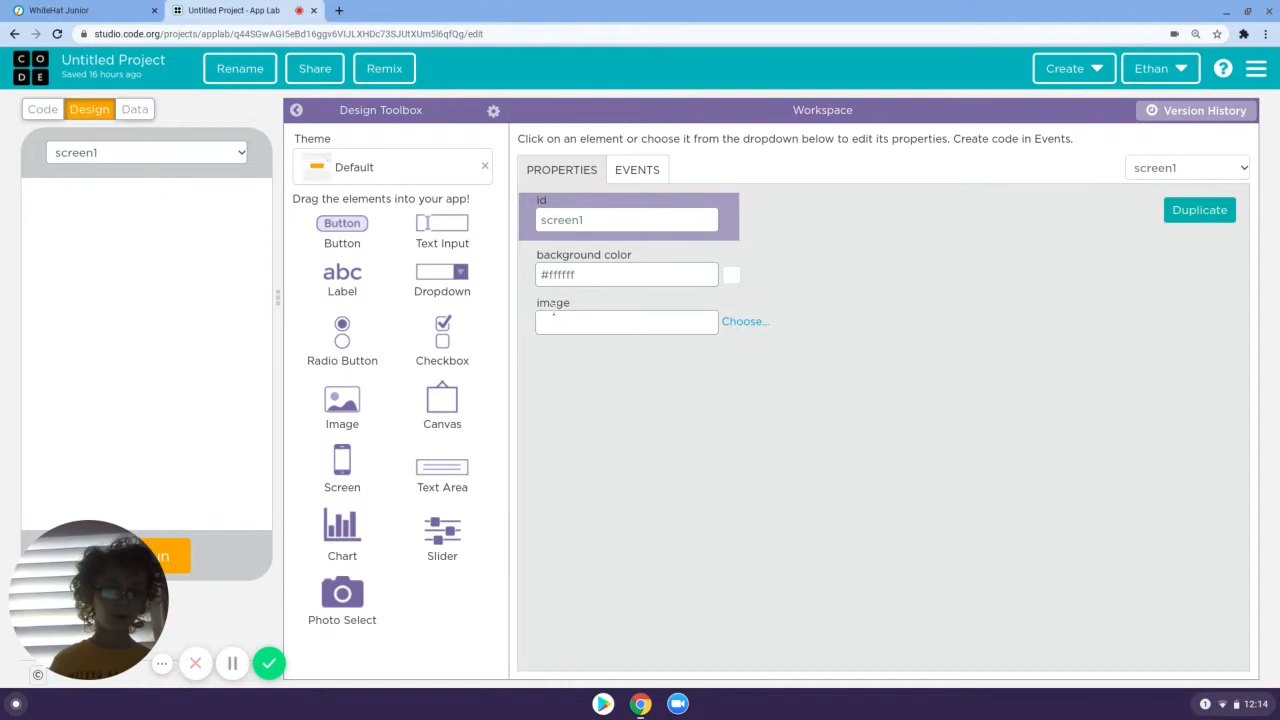 WhiteHat Junior
Untitled Project - App Lab
studio.code.org/projects/applab/q44SGwAGI5eBd16ggv6VIJLXHDc73SJUtXUm5l6qfQg/edit
C O
D E
Untitled Project
Saved 16 hours ago
Rename
Share
Remix
Create
Ethan
?
Code
Design
Data
Design Toolbox
Workspace
Version History
screen1
Theme
Default
Drag the elements into your app!
Button
Button
Text Input
abc
Label
Dropdown
Radio Button
Checkbox
Image
Canvas
Screen
Text Area
Chart
Slider
Photo Select
Click on an element or choose it from the dropdown below to edit its properties. Create code in Events.
PROPERTIES
EVENTS
screen1
id
screen1
Duplicate
background color
#ffffff
image
Choose...
©
1
12:14